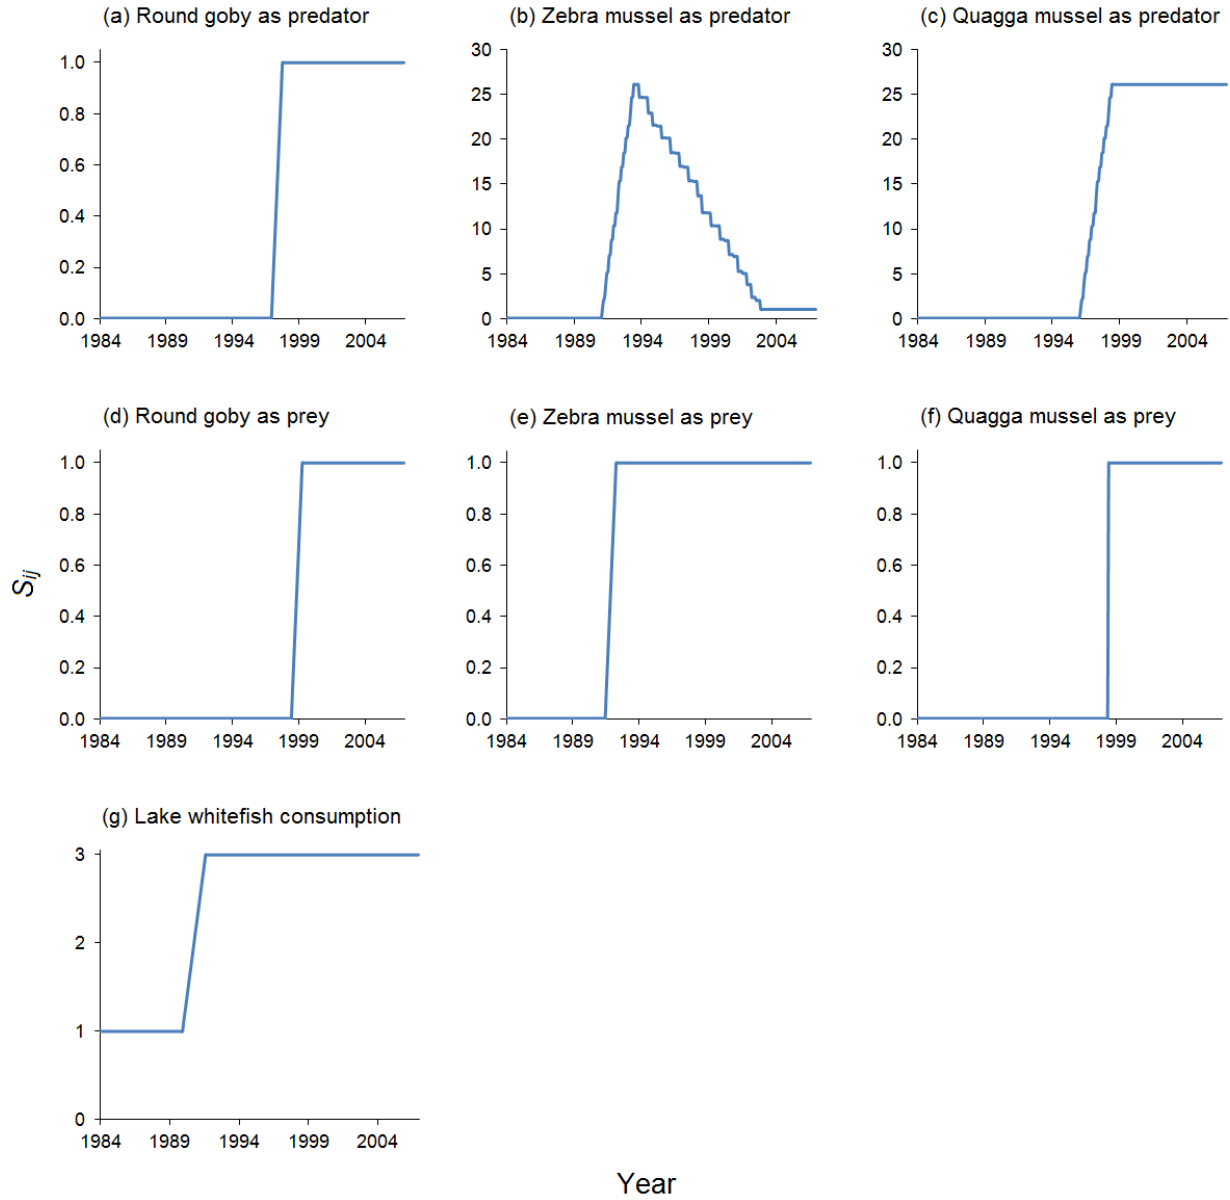 (a) Round goby as predator
(b) Zebra mussel as predator
(c) Quagga mussel as predator
1.0
0.8
0.6
0.4
0.2
0.0
1984 1989 1994 1999 2004
30
25
20
15
10
5
0
1984 1989 1994 1999 2004
30
25
20
15
10
5
0
1984 1989 1994 1999 2004
(d) Round goby as prey
(e) Zebra mussel as prey
(f) Quagga mussel as prey
Sij
1.0
0.8
0.6
0.4
0.2
0.0
1984 1989 1994 1999 2004
1.0
0.8
0.6
0.4
0.2
0.0
1984 1989 1994 1999 2004
1.0
0.8
0.6
0.4
0.2
0.0
1984 1989 1994 1999 2004
(g) Lake whitefish consumption
3
2
1
0
1984 1989 1994 1999 2004
Year